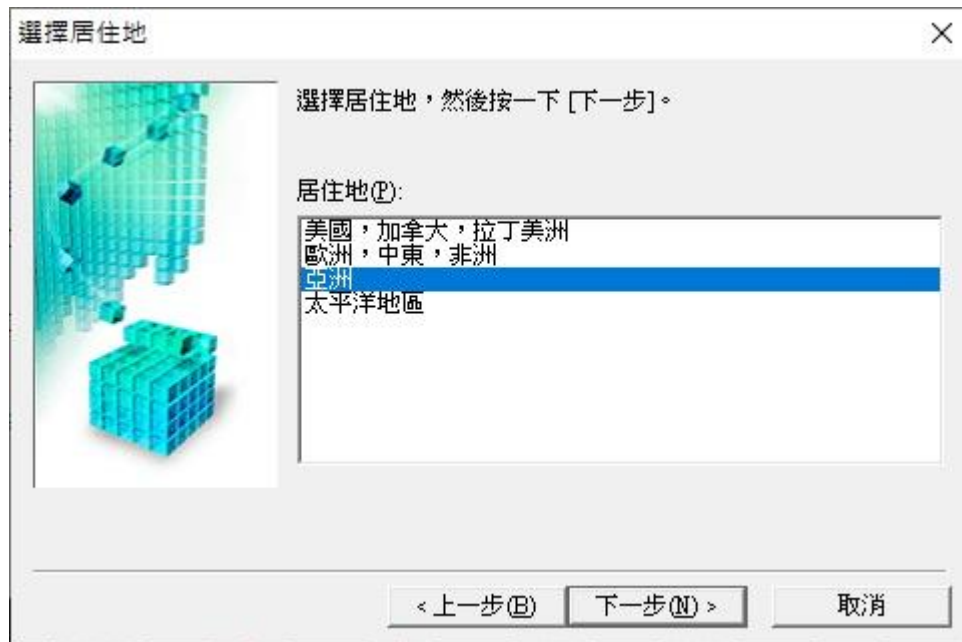 選擇居住地
選擇居住地，然後按一下 [下一步]。
居住地(P):
美國，加拿大，拉丁美洲
歐洲，中東，非洲
亞洲
太平洋地區
<上一步(B)
下一步(N) >
取消